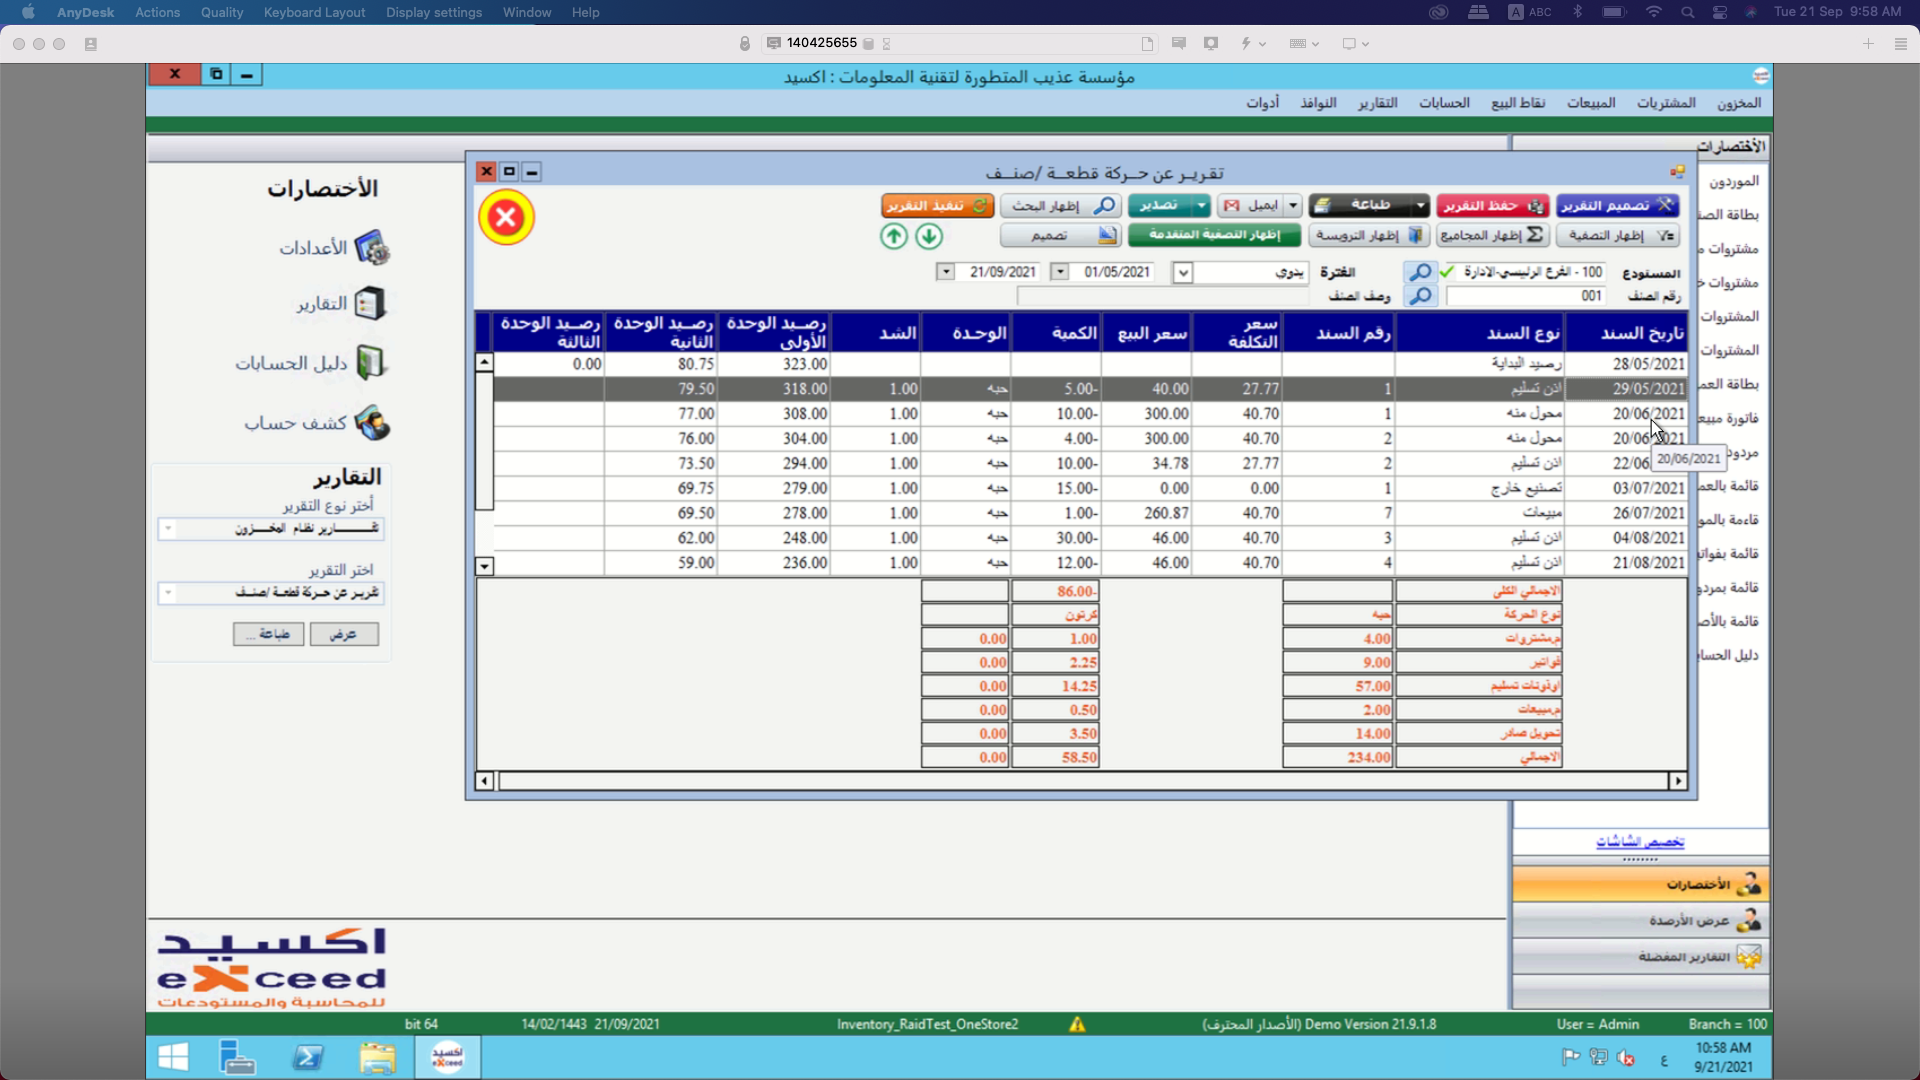 AnyDesk Actions Quality Keyboard Layout Display settings Window Help
A ABC Tue 21 Sep 9:58 AM
140425655
مؤسسة عذيب المتطورة لتقنية المعلومات : اكسيد
المخزون المشتريات المبيعات نقاط البيع الحسابات التقارير النوافذ أدوات
الأختصارات
الموردون
بطاقة الص
مشتروات م
مشتروات خ
المشتروات
المشتروات
بطاقة العم
فاتورة مبيع
مردود
قائمة بالعم
قاءمة بالمو
قائمة بفوات
قائمة بمردو
قائمة بالأص
دليل الحسا
تقرير عن حــركة قطعــة /صنــف
تصميم التقرير حفظ التقرير طباعة ايميل تصدير إظهار البحث تنفيذ التقرير
إظهار التصفية إظهار المجاميع إظهار الترويسة إظهار التصفية المتقدمة تصميم
المستودع 100 - الفرع الرئيسي-الادارة الفترة يدوي 01/05/2021 21/09/2021
رقم الصنف 001 وصف الصنف
تاريخ السند نوع السند رقم السند سعر التكلفة سعر البيع الكمية الوحـدة الشد رصــيد الوحدة الأولى رصــيد الوحدة الثانية رصــيد الوحدة الثالثة
28/05/2021 رصيد البداية 323.00 80.75 0.00
29/05/2021 اذن تسليم 1 27.77 40.00 5.00- حبه 1.00 318.00 79.50
20/06/2021 محول منه 1 40.70 300.00 10.00- حبه 1.00 308.00 77.00
20/06/2021 محول منه 2 40.70 300.00 4.00- حبه 1.00 304.00 76.00
22/06 اذن تسليم 2 27.77 34.78 10.00- حبه 1.00 294.00 73.50
20/06/2021
03/07/2021 تصنيع خارج 1 0.00 0.00 15.00- حبه 1.00 279.00 69.75
26/07/2021 مبيعات 7 40.70 260.87 1.00- حبه 1.00 278.00 69.50
04/08/2021 اذن تسليم 3 40.70 46.00 30.00- حبه 1.00 248.00 62.00
21/08/2021 اذن تسليم 4 40.70 46.00 12.00- حبه 1.00 236.00 59.00
الاجمالي الكلى 86.00-
نوع الحركة حبه كرتون
م.مشتروات 4.00 1.00 0.00
فواتير 9.00 2.25 0.00
اوذونات تسليم 57.00 14.25 0.00
م.مبيعات 2.00 0.50 0.00
تحويل صادر 14.00 3.50 0.00
الاجمالي 234.00 58.50 0.00
الأختصارات
الأعدادات
التقارير
دليل الحسابات
كشف حساب
التقارير
أختر نوع التقرير
تقـــــارير نظام المخـــزون
اختر التقرير
تقرير عن حـركة قطعـة /صنـف
عرض طباعة ...
تخصيص الشاشات
الأختصارات
عرض الأرصدة
التقارير المفضلة
اكسيد
eXceed
للمحاسبة والمستودعات
bit 64 14/02/1443 21/09/2021 Inventory_RaidTest_OneStore2 (الأصدار المحترف) Demo Version 21.9.1.8 User = Admin Branch = 100
اكسيد
eXceed
ع
10:58 AM
9/21/2021